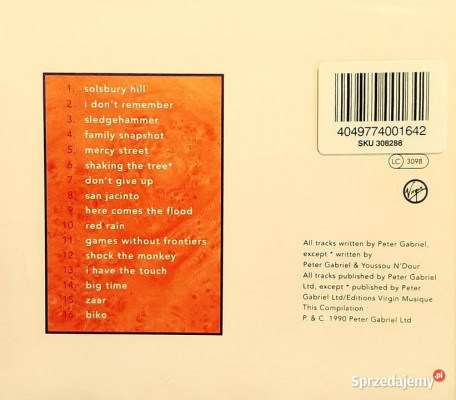 1. solsbury hill
2. i don't remember
3. sledgehammer
4. family snapshot
5. mercy street
6. shaking the tree*
7. don't give up
8. san jacinto
9. here comes the flood
10. red rain
11. games without frontiers
12. shock the monkey
13. i have the touch
14. big time
15. zaar
16. biko
4049774001642
SKU 308288
LC 3098
Virgin
All tracks written by Peter Gabriel,
except * written by
Peter Gabriel & Youssou N'Dour
All tracks published by Peter Gabriel
Ltd, except * published by Peter
Gabriel Ltd/Editions Virgin Musique
This Compilation :
P. & C. 1990 Peter Gabriel Ltd
Sprzedajemy.pl